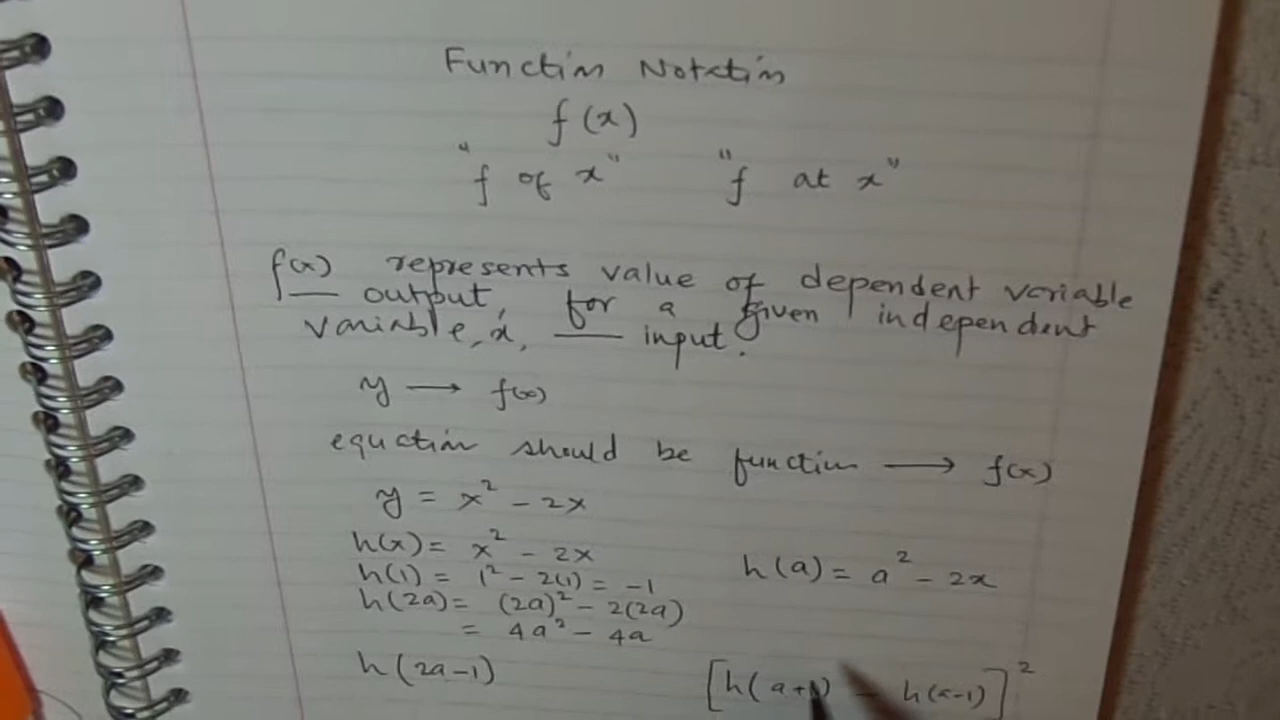 Function Notation
f(x)
"f of x" "f at x"
f(x) represents value of dependent variable
— output, for a given independent
variable, x, — input.
y → f(x)
equation should be function → f(x)
y = x² - 2x
h(x) = x² - 2x
h(1) = 1² - 2(1) = -1
h(a) = a² - 2x
h(2a) = (2a)² - 2(2a)
= 4a² - 4a
h(2a-1)
[h(a+1) - h(a-1)]²